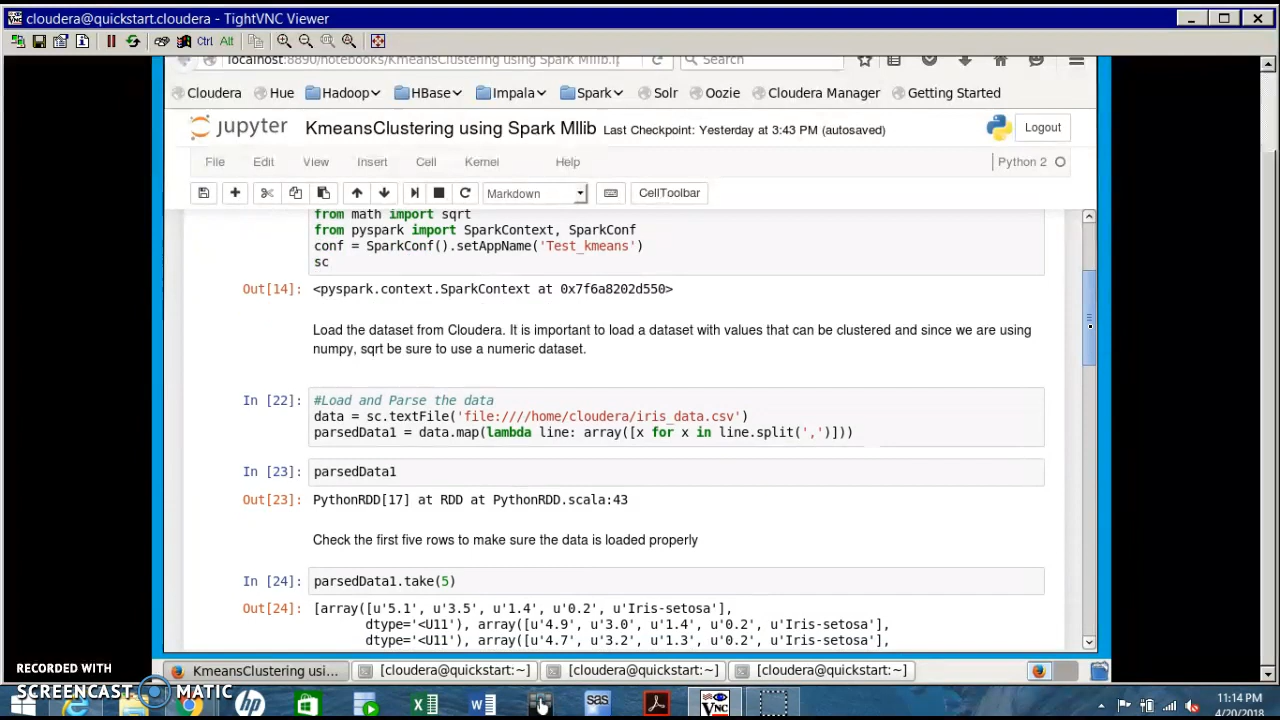 cloudera@quickstart.cloudera - TightVNC Viewer
Ctrl Alt
localhost:8890/notebooks/KmeansClustering using Spark Mllib.ip
Search
Cloudera Hue Hadoop HBase Impala Spark Solr Oozie Cloudera Manager Getting Started
jupyter KmeansClustering using Spark Mllib Last Checkpoint: Yesterday at 3:43 PM (autosaved) Logout
File Edit View Insert Cell Kernel Help Python 2
Markdown CellToolbar
from math import sqrt
from pyspark import SparkContext, SparkConf
conf = SparkConf().setAppName('Test_kmeans')
sc
Out[14]: <pyspark.context.SparkContext at 0x7f6a8202d550>
Load the dataset from Cloudera. It is important to load a dataset with values that can be clustered and since we are using
numpy, sqrt be sure to use a numeric dataset.
In [22]: #Load and Parse the data
data = sc.textFile('file:////home/cloudera/iris_data.csv')
parsedData1 = data.map(lambda line: array([x for x in line.split(',')]))
In [23]: parsedData1
Out[23]: PythonRDD[17] at RDD at PythonRDD.scala:43
Check the first five rows to make sure the data is loaded properly
In [24]: parsedData1.take(5)
Out[24]: [array([u'5.1', u'3.5', u'1.4', u'0.2', u'Iris-setosa'],
dtype='<U11'), array([u'4.9', u'3.0', u'1.4', u'0.2', u'Iris-setosa'],
dtype='<U11'), array([u'4.7', u'3.2', u'1.3', u'0.2', u'Iris-setosa'],
KmeansClustering usi... [cloudera@quickstart:~] [cloudera@quickstart:~] [cloudera@quickstart:~]
RECORDED WITH
SCREENCAST MATIC
sas
VNC
11:14 PM
4/20/2018